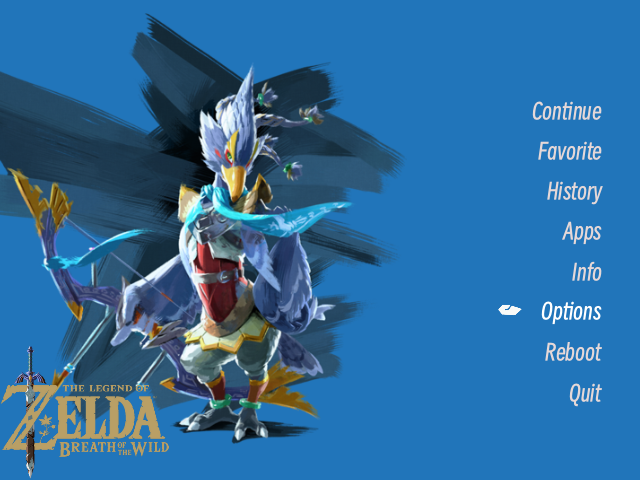 Continue
Favorite
History
Apps
Info
Options
Reboot
Quit
THE LEGEND OF
ZELDA
BREATH OF THE WILD